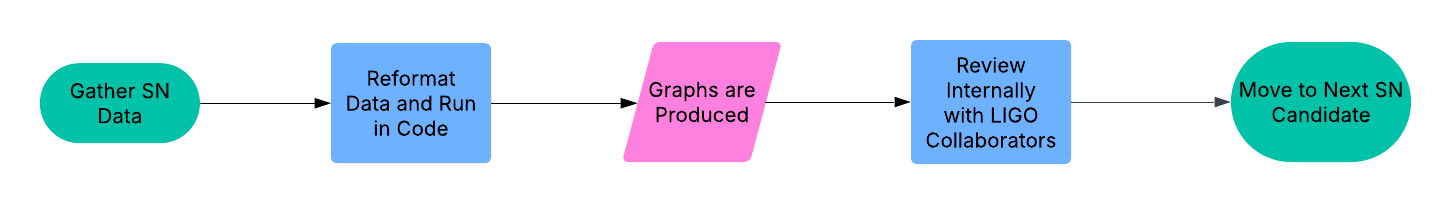 Gather SN
Data
Reformat
Data and Run
in Code
Graphs are
Produced
Review
Internally
with LIGO
Collaborators
Move to Next SN
Candidate